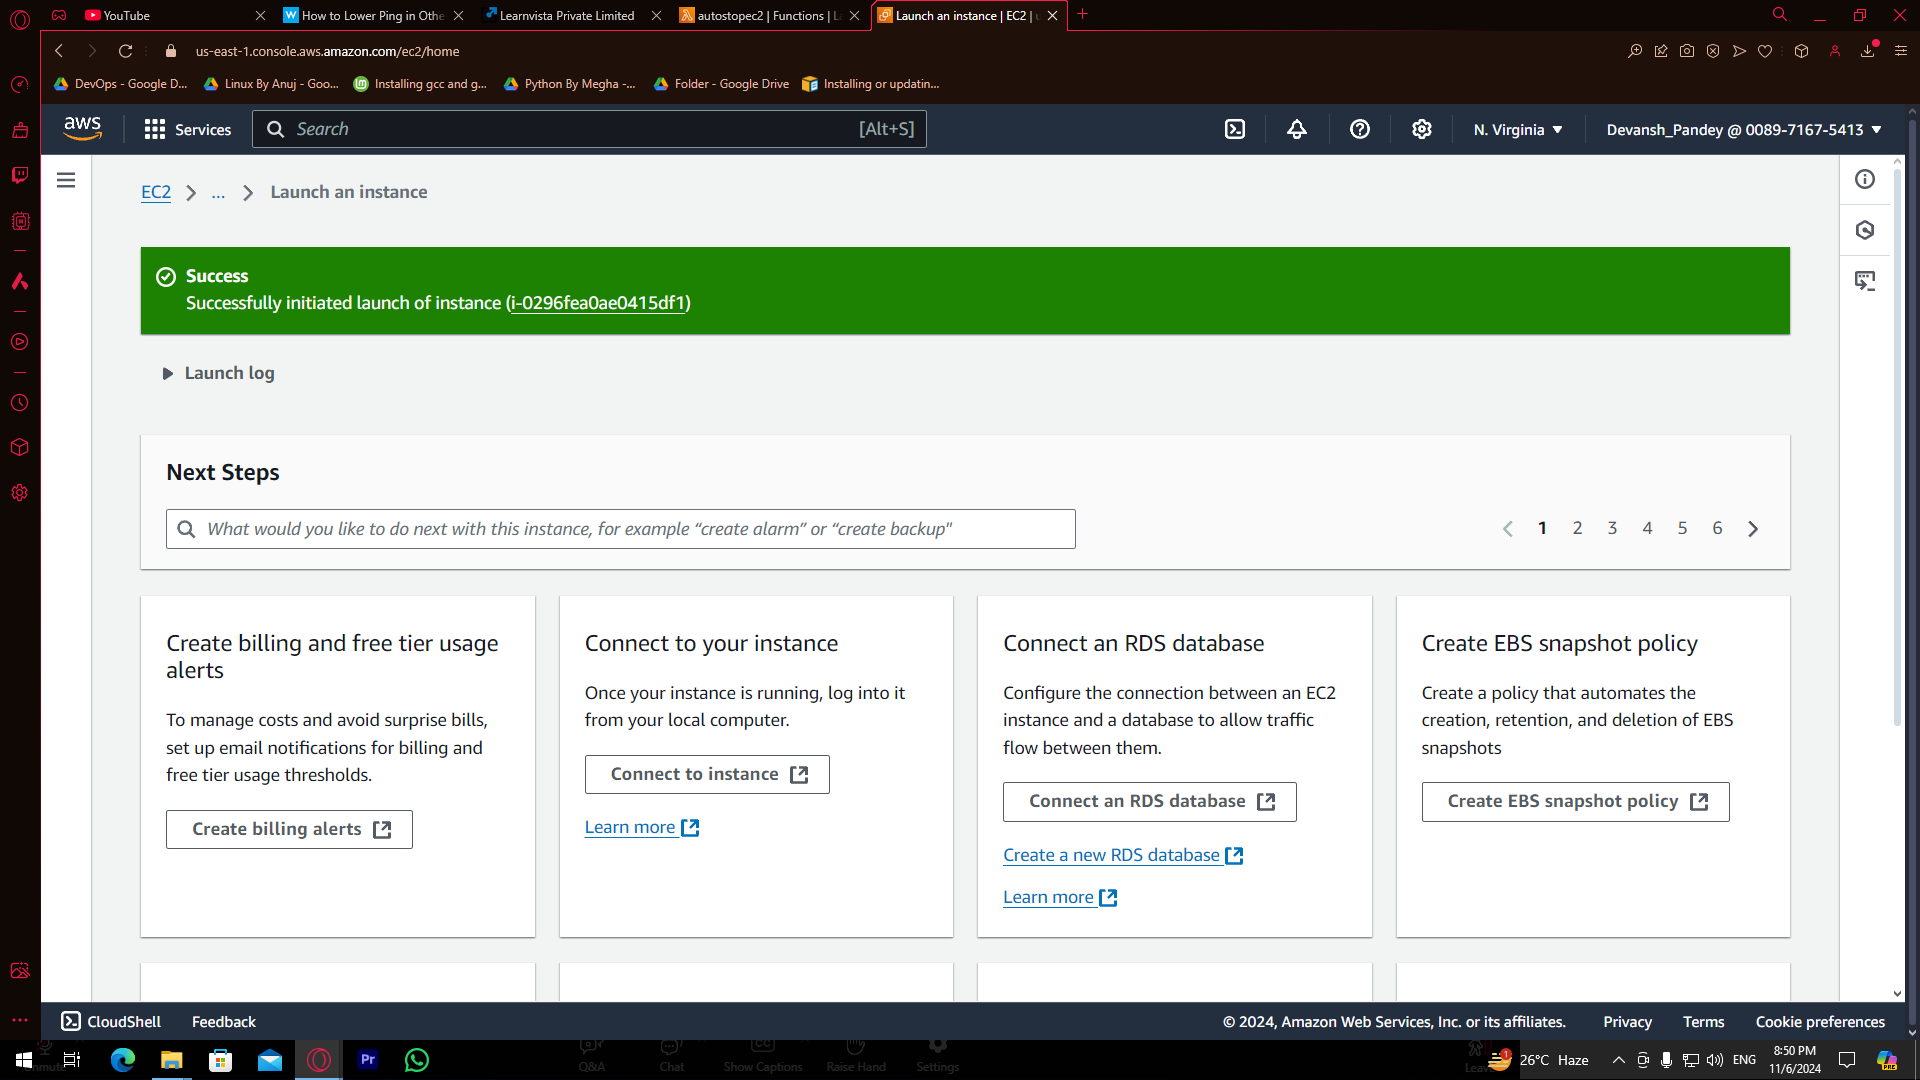 YouTube
How to Lower Ping in Othe
Learnvista Private Limited
autostopec2 | Functions | La
Launch an instance | EC2 | u
us-east-1.console.aws.amazon.com/ec2/home
DevOps - Google D...
Linux By Anuj - Goo...
Installing gcc and g...
Python By Megha -...
Folder - Google Drive
Installing or updatin...
aws
Services
Search
[Alt+S]
N. Virginia
Devansh_Pandey @ 0089-7167-5413
EC2
...
Launch an instance
Success
Successfully initiated launch of instance (i-0296fea0ae0415df1)
Launch log
Next Steps
What would you like to do next with this instance, for example “create alarm” or “create backup"
1 2 3 4 5 6
Create billing and free tier usage
alerts
To manage costs and avoid surprise bills,
set up email notifications for billing and
free tier usage thresholds.
Create billing alerts
Connect to your instance
Once your instance is running, log into it
from your local computer.
Connect to instance
Learn more
Connect an RDS database
Configure the connection between an EC2
instance and a database to allow traffic
flow between them.
Connect an RDS database
Create a new RDS database
Learn more
Create EBS snapshot policy
Create a policy that automates the
creation, retention, and deletion of EBS
snapshots
Create EBS snapshot policy
CloudShell
Feedback
© 2024, Amazon Web Services, Inc. or its affiliates.
Privacy
Terms
Cookie preferences
Pr
Q&A
Chat
Show Captions
Raise Hand
Settings
1
26°C Haze
ENG
8:50 PM
11/6/2024
PRE